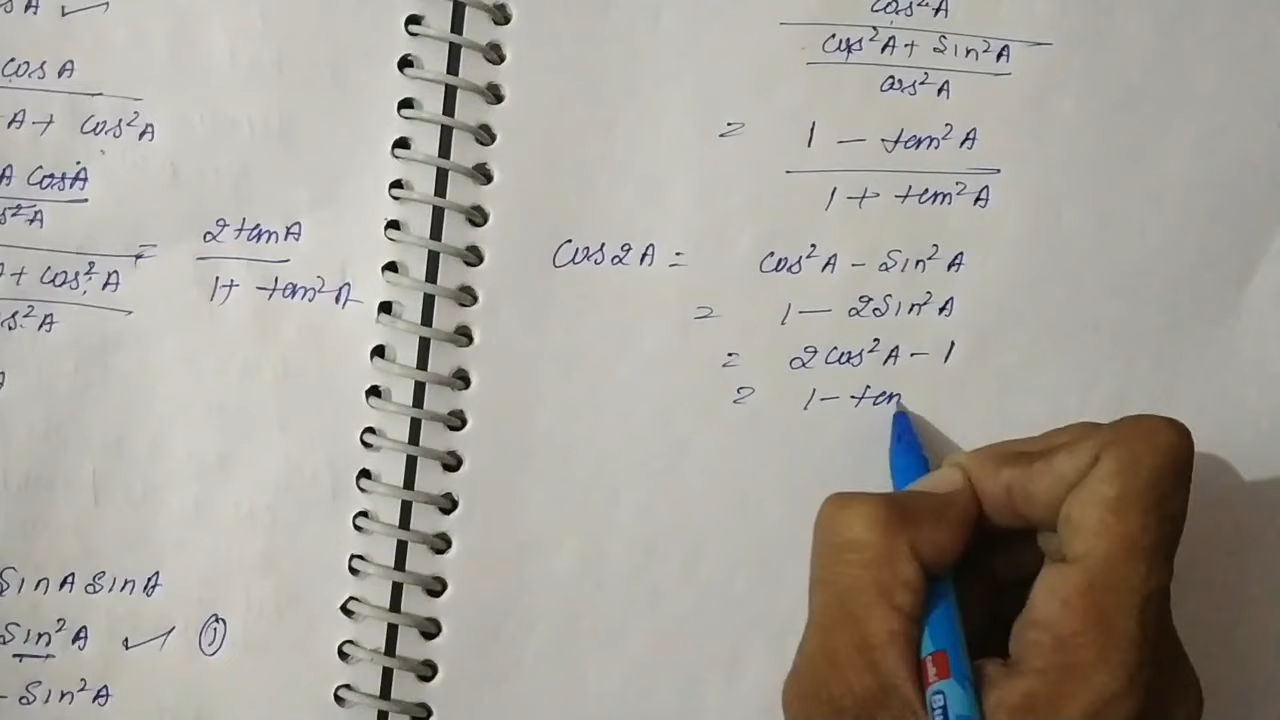 cos A
A + cos²A
A cosA
s²A
= 2tanA
1 + tan²A
+ cos²A
s²A
SinA SinA
Sin²A ✓ ①
- Sin²A
cos²A
cos²A + Sin²A
cos²A
= 1 - tan²A
1 + tan²A
Cos2A = cos²A - Sin²A
= 1 - 2Sin²A
= 2cos²A - 1
= 1 - tan